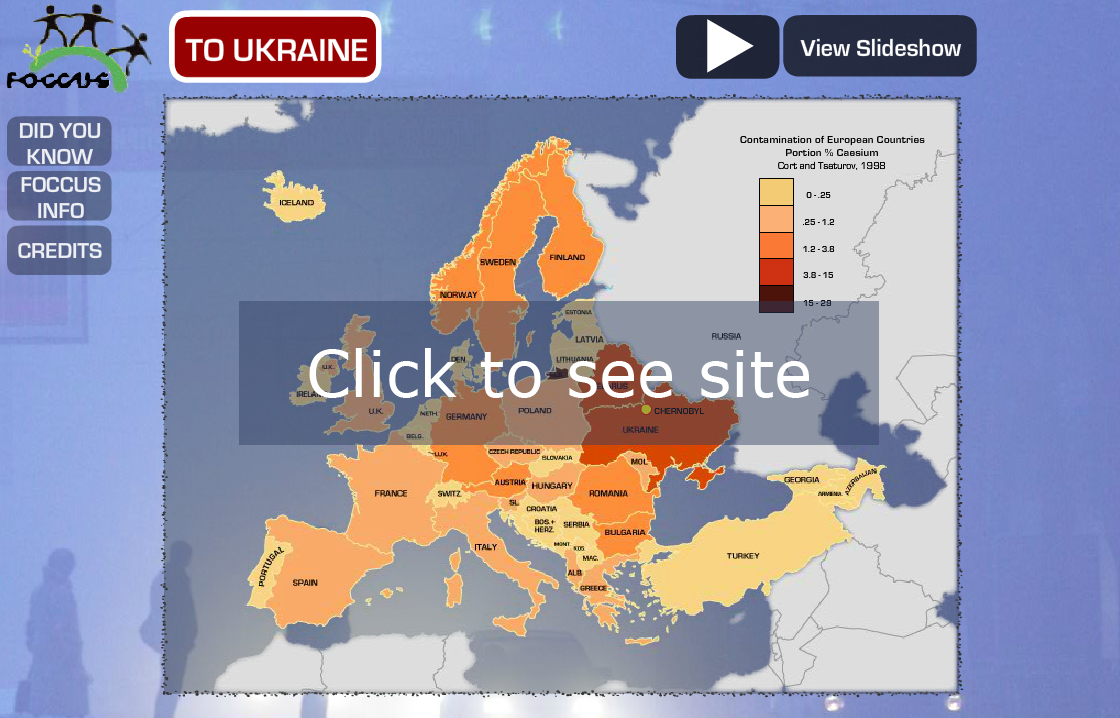 FOCCUS
TO UKRAINE
View Slideshow
DID YOU
KNOW
FOCCUS
INFO
CREDITS
Contamination of European Countries
Portion % Caesium
Cort and Tsaturov, 1998
0-.25
.25-1.2
1.2-3.8
3.8-15
15-29
ICELAND
SWEDEN
FINLAND
NORWAY
ESTONIA
RUSSIA
LATVIA
DEN.
LITHUANIA
Click to see site
U.K.
IRELAND
U.K.
NETH.
GERMANY
POLAND
CHERNOBYL
UKRAINE
BELG.
LUX.
CZECH REPUBLIC
SLOVAKIA
MOL.
FRANCE
SWITZ.
AUSTRIA
HUNGARY
ROMANIA
GEORGIA
AZERBAIJAN
ARMENIA
SL.
CROATIA
BOS.+
HERZ.
SERBIA
BULGARIA
MONT.
KOS.
ITALY
MAC.
TURKEY
PORTUGAL
SPAIN
ALB.
GREECE